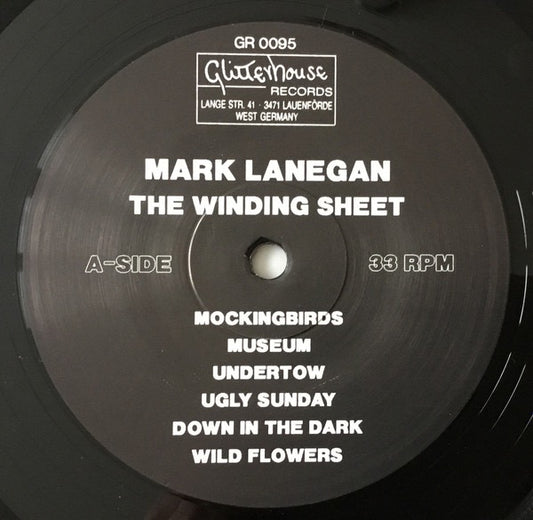 GR 0095
Glitterhouse
RECORDS
LANGE STR. 41 · 3471 LAUENFÖRDE
WEST GERMANY
MARK LANEGAN
THE WINDING SHEET
A-SIDE
33 RPM
MOCKINGBIRDS
MUSEUM
UNDERTOW
UGLY SUNDAY
DOWN IN THE DARK
WILD FLOWERS